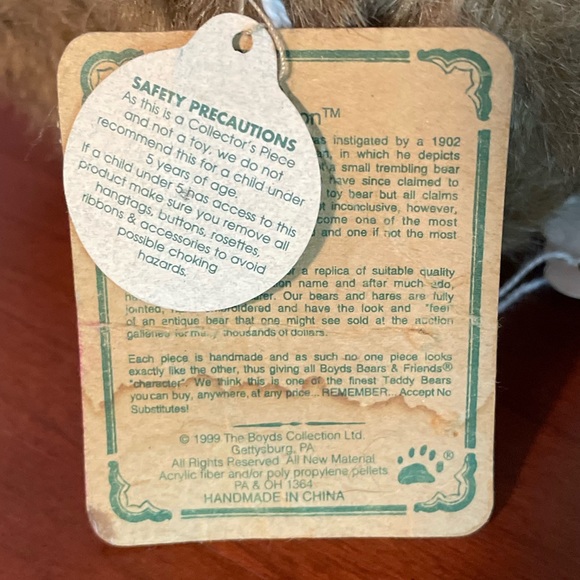 SAFETY PRECAUTIONS
As this is a Collector's Piece
and not a toy, we do not
recommend this for a child under
5 years of age.
If a child under 5 has access to this
product make sure you remove all
hangtags, buttons, rosettes,
ribbons & accessories to avoid
possible choking
hazards.
on™
instigated by a 1902
in which he depicts
small trembling bear
have since claimed to
toy bear but all claims
inconclusive, however,
come one of the most
and one if not the most
a replica of suitable quality
on name and after much ado,
Our bears and hares are fully
jointed, and have the look and "feel"
of an antique bear that one might see sold at the auction
galleries for many thousands of dollars.
Each piece is handmade and as such no one piece looks
exactly like the other, thus giving all Boyds Bears & Friends®
"character". We think this is one of the finest Teddy Bears
you can buy, anywhere, at any price... REMEMBER... Accept No
Substitutes!
© 1999 The Boyds Collection Ltd.
Gettysburg, PA
All Rights Reserved All New Material
Acrylic fiber and/or poly propylene pellets
PA & OH 1364
HANDMADE IN CHINA
®